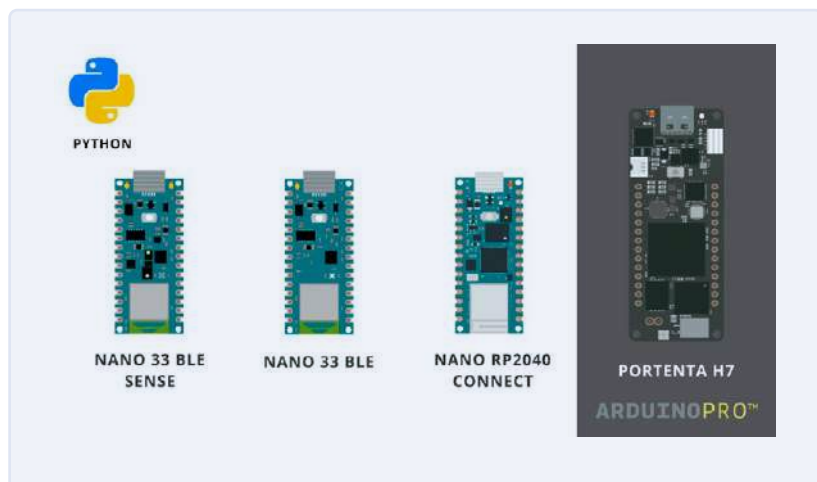 PYTHON
NANO 33 BLE
SENSE
NANO 33 BLE
NANO RP2040
CONNECT
PORTENTA H7
ARDUINOPRO™